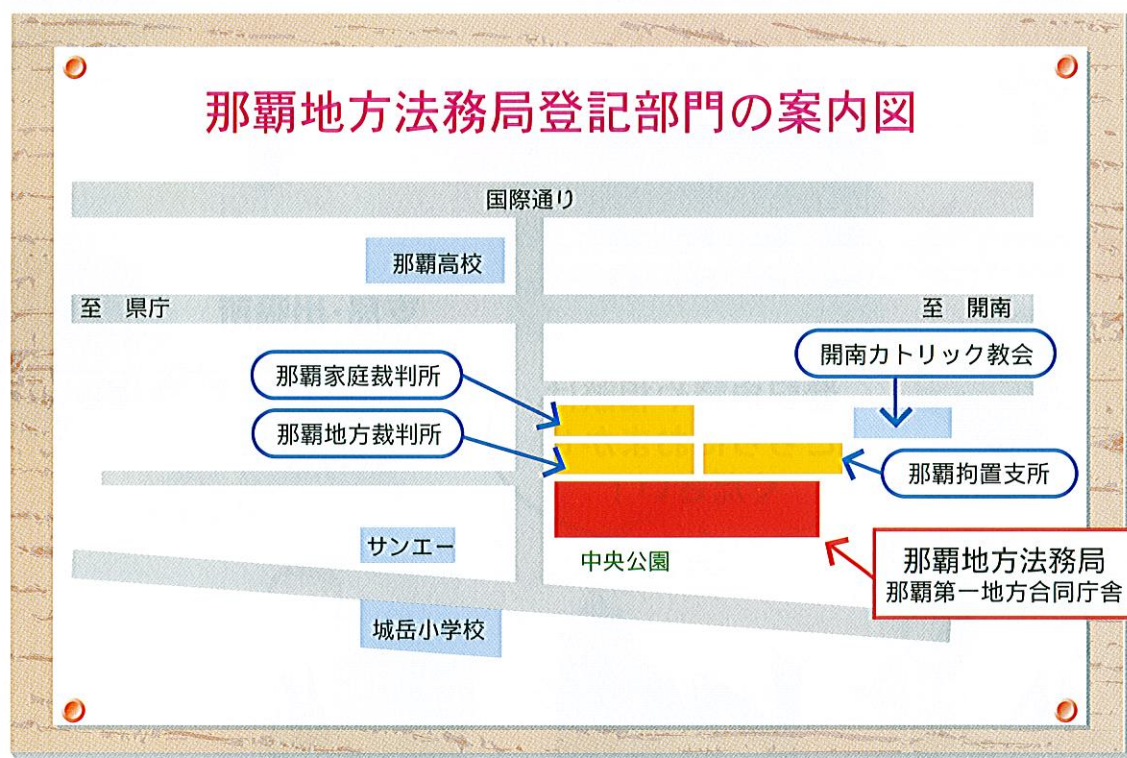 那覇地方法務局登記部門の案内図
国際通り
那覇高校
至 県庁
至 開南
開南カトリック教会
那覇家庭裁判所
那覇地方裁判所
那覇拘置支所
サンエー
中央公園
那覇地方法務局
那覇第一地方合同庁舎
城岳小学校